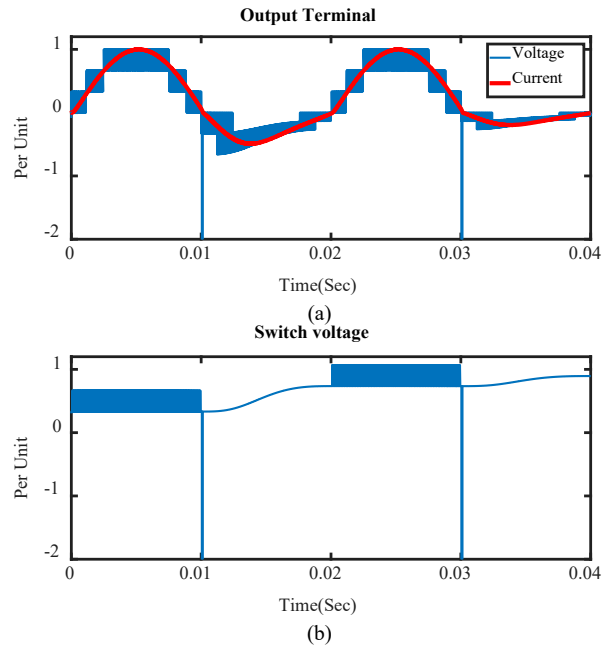 Output Terminal
1
0
-1
-2
Per Unit
Voltage
Current
0
0.01
0.02
0.03
0.04
Time(Sec)
(a)
Switch voltage
1
0
-1
-2
Per Unit
0
0.01
0.02
0.03
0.04
Time(Sec)
(b)